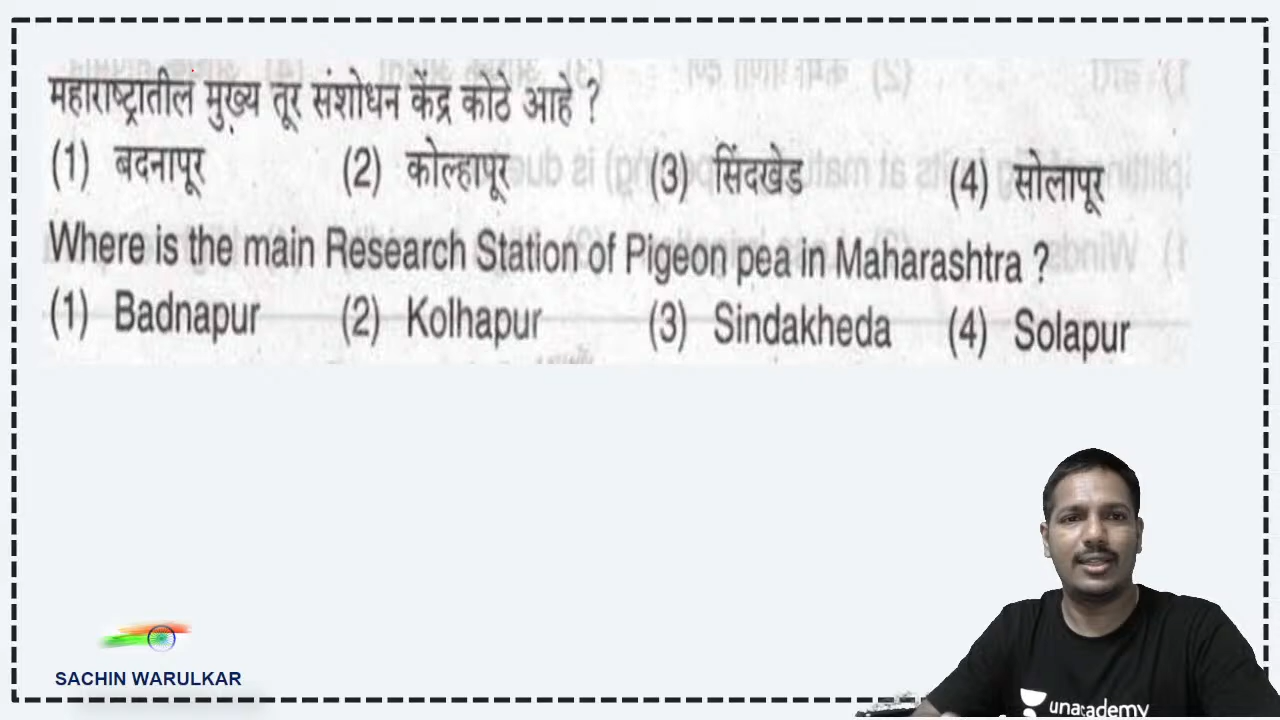 महाराष्ट्रातील मुख्य तूर संशोधन केंद्र कोठे आहे ?
(1) बदनापूर (2) कोल्हापूर (3) सिंदखेड (4) सोलापूर
Where is the main Research Station of Pigeon pea in Maharashtra ?
(1) Badnapur (2) Kolhapur (3) Sindakheda (4) Solapur
SACHIN WARULKAR
unacademy